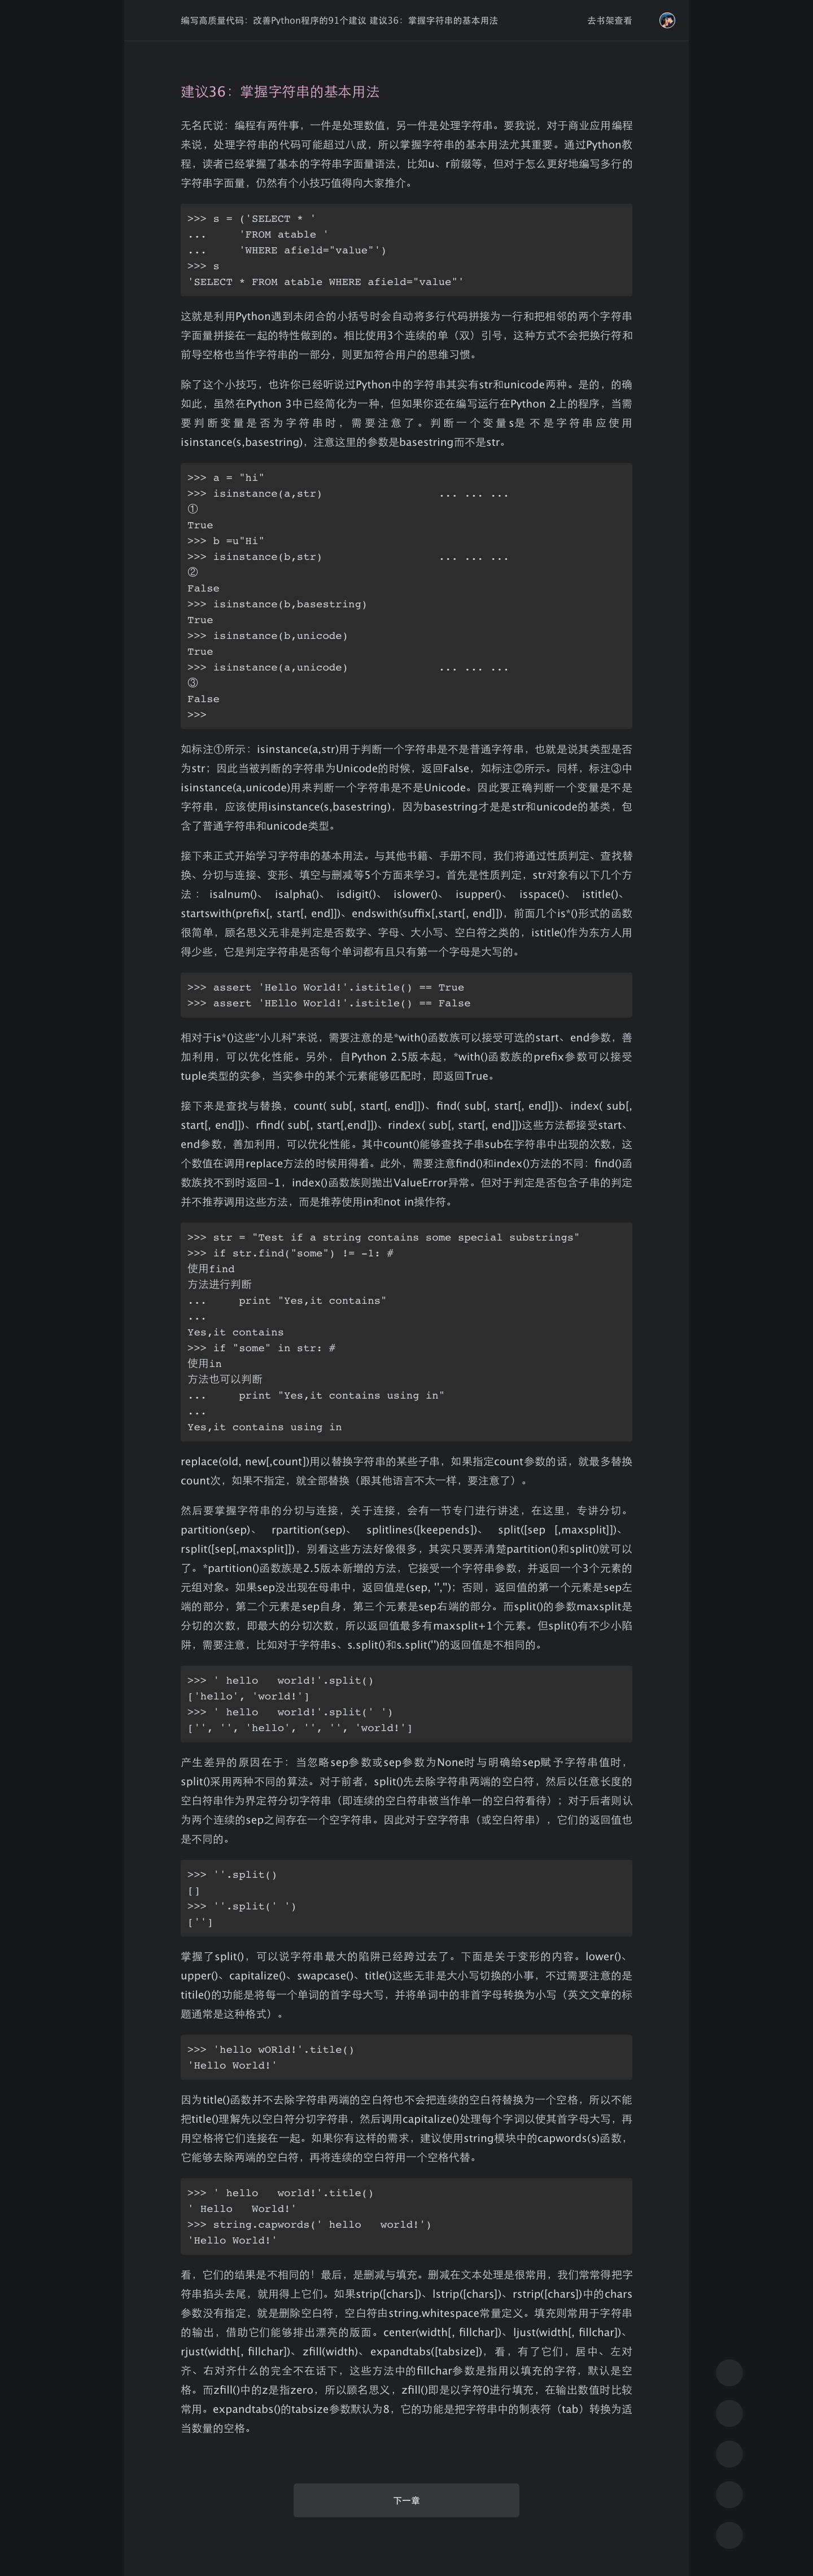 编写高质量代码：改善Python程序的91个建议 建议36：掌握字符串的基本用法
去书架查看
建议36：掌握字符串的基本用法
无名氏说：编程有两件事，一件是处理数值，另一件是处理字符串。要我说，对于商业应用编程
来说，处理字符串的代码可能超过八成，所以掌握字符串的基本用法尤其重要。通过Python教
程，读者已经掌握了基本的字符串字面量语法，比如u、r前缀等，但对于怎么更好地编写多行的
字符串字面量，仍然有个小技巧值得向大家推介。
>>> s = ('SELECT * '
...     'FROM atable '
...     'WHERE afield="value"')
>>> s
'SELECT * FROM atable WHERE afield="value"'
这就是利用Python遇到未闭合的小括号时会自动将多行代码拼接为一行和把相邻的两个字符串
字面量拼接在一起的特性做到的。相比使用3个连续的单（双）引号，这种方式不会把换行符和
前导空格也当作字符串的一部分，则更加符合用户的思维习惯。
除了这个小技巧，也许你已经听说过Python中的字符串其实有str和unicode两种。是的，的确
如此，虽然在Python 3中已经简化为一种，但如果你还在编写运行在Python 2上的程序，当需
要判断变量是否为字符串时，需要注意了。判断一个变量s是不是字符串应使用
isinstance(s,basestring)，注意这里的参数是basestring而不是str。
>>> a = "hi"
>>> isinstance(a,str)                  ... ... ...
①
True
>>> b =u"Hi"
>>> isinstance(b,str)                  ... ... ...
②
False
>>> isinstance(b,basestring)
True
>>> isinstance(b,unicode)
True
>>> isinstance(a,unicode)              ... ... ...
③
False
>>>
如标注①所示：isinstance(a,str)用于判断一个字符串是不是普通字符串，也就是说其类型是否
为str；因此当被判断的字符串为Unicode的时候，返回False，如标注②所示。同样，标注③中
isinstance(a,unicode)用来判断一个字符串是不是Unicode。因此要正确判断一个变量是不是
字符串，应该使用isinstance(s,basestring)，因为basestring才是是str和unicode的基类，包
含了普通字符串和unicode类型。
接下来正式开始学习字符串的基本用法。与其他书籍、手册不同，我们将通过性质判定、查找替
换、分切与连接、变形、填空与删减等5个方面来学习。首先是性质判定，str对象有以下几个方
法：isalnum()、isalpha()、isdigit()、islower()、isupper()、isspace()、istitle()、
startswith(prefix[, start[, end]])、endswith(suffix[,start[, end]])，前面几个is*()形式的函数
很简单，顾名思义无非是判定是否数字、字母、大小写、空白符之类的，istitle()作为东方人用
得少些，它是判定字符串是否每个单词都有且只有第一个字母是大写的。
>>> assert 'Hello World!'.istitle() == True
>>> assert 'HEllo World!'.istitle() == False
相对于is*()这些“小儿科”来说，需要注意的是*with()函数族可以接受可选的start、end参数，善
加利用，可以优化性能。另外，自Python 2.5版本起，*with()函数族的prefix参数可以接受
tuple类型的实参，当实参中的某个元素能够匹配时，即返回True。
接下来是查找与替换，count( sub[, start[, end]])、find( sub[, start[, end]])、index( sub[,
start[, end]])、rfind( sub[, start[,end]])、rindex( sub[, start[, end]])这些方法都接受start、
end参数，善加利用，可以优化性能。其中count()能够查找子串sub在字符串中出现的次数，这
个数值在调用replace方法的时候用得着。此外，需要注意find()和index()方法的不同：find()函
数族找不到时返回-1，index()函数族则抛出ValueError异常。但对于判定是否包含子串的判定
并不推荐调用这些方法，而是推荐使用in和not in操作符。
>>> str = "Test if a string contains some special substrings"
>>> if str.find("some") != -1: #
使用find
方法进行判断
...     print "Yes,it contains"
...
Yes,it contains
>>> if "some" in str: #
使用in
方法也可以判断
...     print "Yes,it contains using in"
...
Yes,it contains using in
replace(old, new[,count])用以替换字符串的某些子串，如果指定count参数的话，就最多替换
count次，如果不指定，就全部替换（跟其他语言不太一样，要注意了）。
然后要掌握字符串的分切与连接，关于连接，会有一节专门进行讲述，在这里，专讲分切。
partition(sep)、rpartition(sep)、splitlines([keepends])、split([sep [,maxsplit]])、
rsplit([sep[,maxsplit]])，别看这些方法好像很多，其实只要弄清楚partition()和split()就可以
了。*partition()函数族是2.5版本新增的方法，它接受一个字符串参数，并返回一个3个元素的
元组对象。如果sep没出现在母串中，返回值是(sep, '','')；否则，返回值的第一个元素是sep左
端的部分，第二个元素是sep自身，第三个元素是sep右端的部分。而split()的参数maxsplit是
分切的次数，即最大的分切次数，所以返回值最多有maxsplit+1个元素。但split()有不少小陷
阱，需要注意，比如对于字符串s、s.split()和s.split('')的返回值是不相同的。
>>> ' hello   world!'.split()
['hello', 'world!']
>>> ' hello   world!'.split(' ')
['', '', 'hello', '', '', 'world!']
产生差异的原因在于：当忽略sep参数或sep参数为None时与明确给sep赋予字符串值时，
split()采用两种不同的算法。对于前者，split()先去除字符串两端的空白符，然后以任意长度的
空白符串作为界定符分切字符串（即连续的空白符串被当作单一的空白符看待）；对于后者则认
为两个连续的sep之间存在一个空字符串。因此对于空字符串（或空白符串），它们的返回值也
是不同的。
>>> ''.split()
[]
>>> ''.split(' ')
['']
掌握了split()，可以说字符串最大的陷阱已经跨过去了。下面是关于变形的内容。lower()、
upper()、capitalize()、swapcase()、title()这些无非是大小写切换的小事，不过需要注意的是
titile()的功能是将每一个单词的首字母大写，并将单词中的非首字母转换为小写（英文文章的标
题通常是这种格式）。
>>> 'hello wORld!'.title()
'Hello World!'
因为title()函数并不去除字符串两端的空白符也不会把连续的空白符替换为一个空格，所以不能
把title()理解先以空白符分切字符串，然后调用capitalize()处理每个字词以使其首字母大写，再
用空格将它们连接在一起。如果你有这样的需求，建议使用string模块中的capwords(s)函数，
它能够去除两端的空白符，再将连续的空白符用一个空格代替。
>>> ' hello   world!'.title()
' Hello   World!'
>>> string.capwords(' hello   world!')
'Hello World!'
看，它们的结果是不相同的！最后，是删减与填充。删减在文本处理是很常用，我们常常得把字
符串掐头去尾，就用得上它们。如果strip([chars])、lstrip([chars])、rstrip([chars])中的chars
参数没有指定，就是删除空白符，空白符由string.whitespace常量定义。填充则常用于字符串
的输出，借助它们能够排出漂亮的版面。center(width[, fillchar])、ljust(width[, fillchar])、
rjust(width[, fillchar])、zfill(width)、expandtabs([tabsize])，看，有了它们，居中、左对
齐、右对齐什么的完全不在话下，这些方法中的fillchar参数是指用以填充的字符，默认是空
格。而zfill()中的z是指zero，所以顾名思义，zfill()即是以字符0进行填充，在输出数值时比较
常用。expandtabs()的tabsize参数默认为8，它的功能是把字符串中的制表符（tab）转换为适
当数量的空格。
下一章